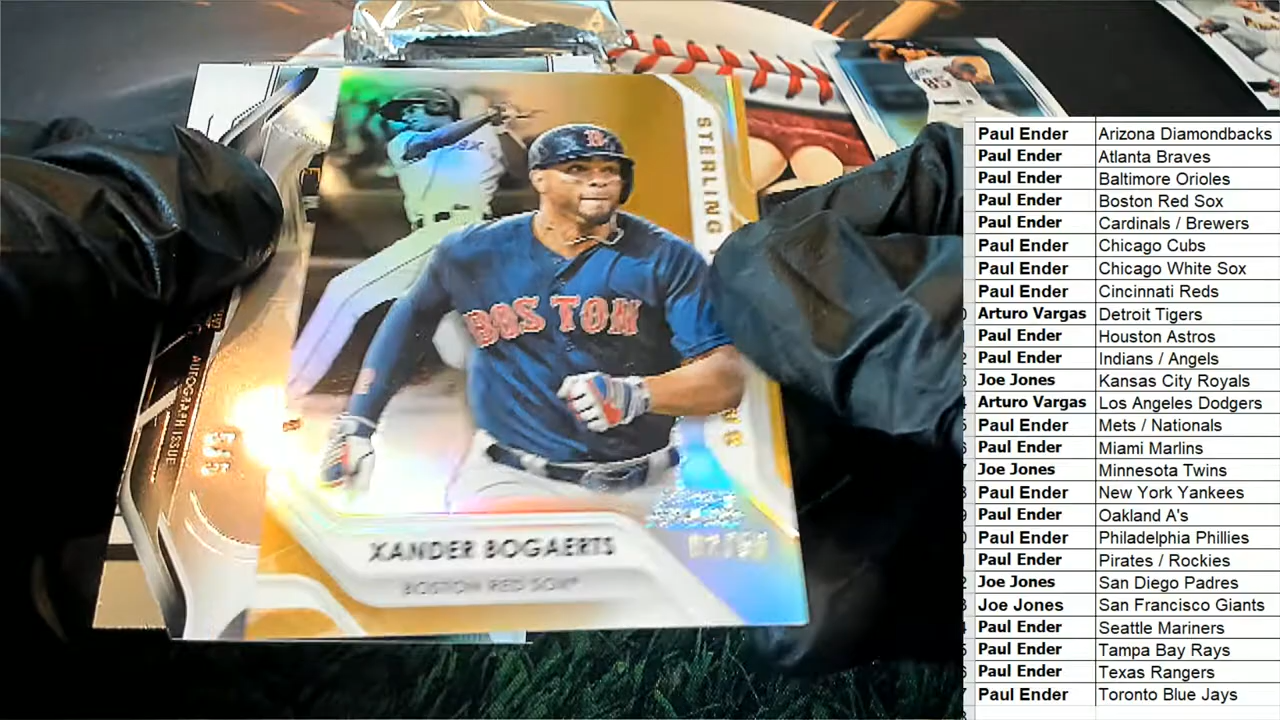 STERLING
BOSTON
XANDER BOGAERTS
BOSTON RED SOX
AUTOGRAPH ISSUE
5/5
85
Paul Ender Arizona Diamondbacks
Paul Ender Atlanta Braves
Paul Ender Baltimore Orioles
Paul Ender Boston Red Sox
Paul Ender Cardinals / Brewers
Paul Ender Chicago Cubs
Paul Ender Chicago White Sox
Paul Ender Cincinnati Reds
Arturo Vargas Detroit Tigers
Paul Ender Houston Astros
Paul Ender Indians / Angels
Joe Jones Kansas City Royals
Arturo Vargas Los Angeles Dodgers
Paul Ender Mets / Nationals
Paul Ender Miami Marlins
Joe Jones Minnesota Twins
Paul Ender New York Yankees
Paul Ender Oakland A's
Paul Ender Philadelphia Phillies
Paul Ender Pirates / Rockies
Joe Jones San Diego Padres
Joe Jones San Francisco Giants
Paul Ender Seattle Mariners
Paul Ender Tampa Bay Rays
Paul Ender Texas Rangers
Paul Ender Toronto Blue Jays